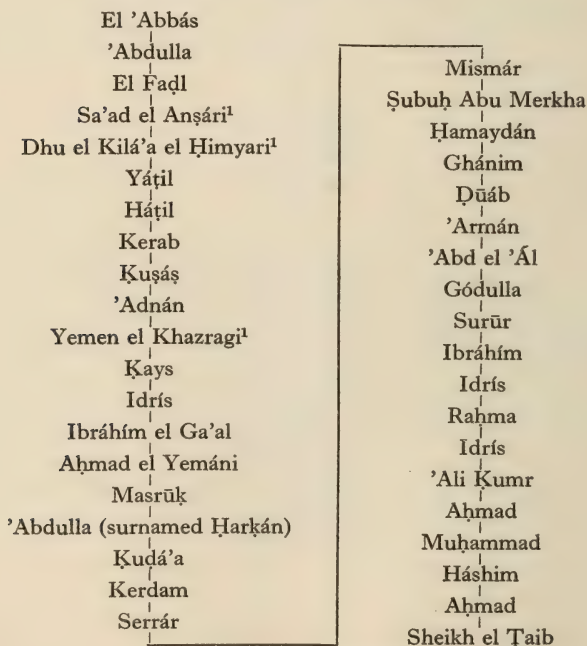 El ’Abbás
’Abdulla
El Faḍl
Sa’ad el Anṣári¹
Dhu el Kilá’a el Ḥimyari¹
Yáṭil
Háṭil
Kerab
Ḳuṣáṣ
’Adnán
Yemen el Khazragi¹
Ḳays
Idrís
Ibráhím el Ga’al
Aḥmad el Yemáni
Masrūḳ
’Abdulla (surnamed Ḥarḳán)
Ḳuḍá’a
Kerdam
Serrár
Mismár
Ṣubuḥ Abu Merkha
Ḥamaydán
Ghánim
Ḍūáb
’Armán
’Abd el ’Ál
Gódulla
Surūr
Ibráhím
Idrís
Raḥma
Idrís
’Ali Ḳumr
Aḥmad
Muḥammad
Háshim
Aḥmad
Sheikh el Ṭaib